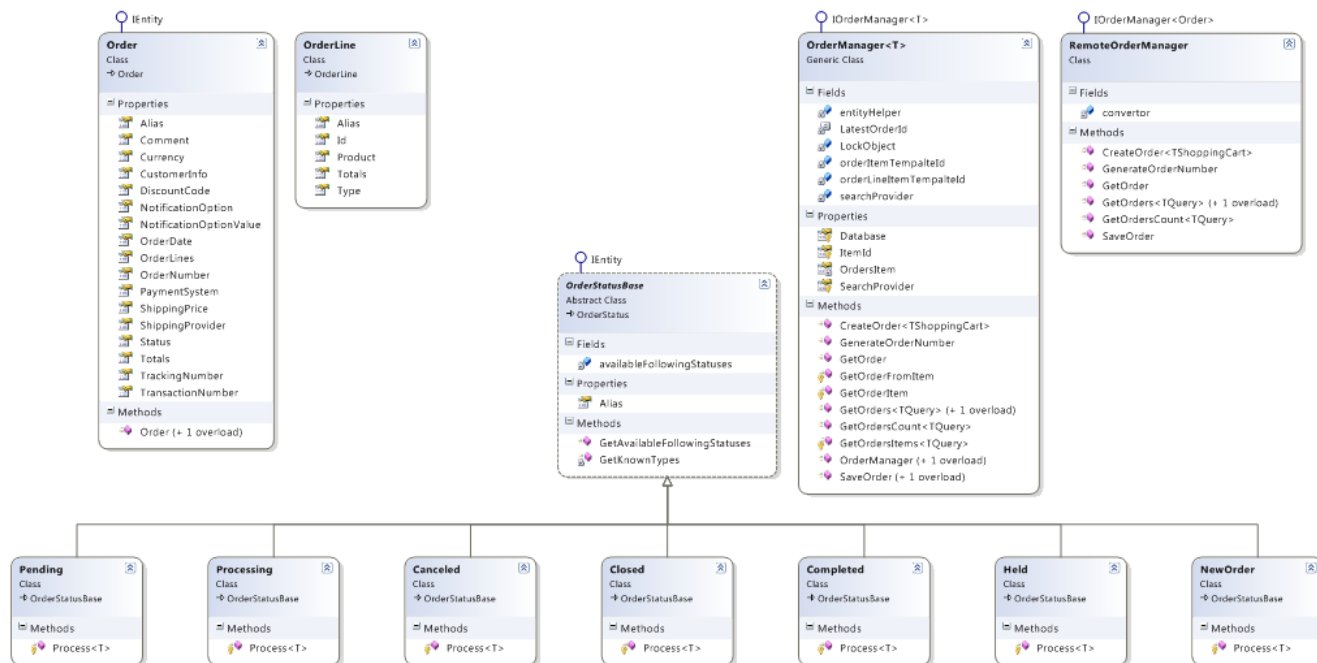 IEntity
Order
Class
Order
Properties
Alias
Comment
Currency
CustomerInfo
DiscountCode
NotificationOption
NotificationOptionValue
OrderDate
OrderLines
OrderNumber
PaymentSystem
ShippingPrice
ShippingProvider
Status
Totals
TrackingNumber
TransactionNumber
Methods
Order (+ 1 overload)
OrderLine
Class
OrderLine
Properties
Alias
Id
Product
Totals
Type
IEntity
OrderStatusBase
Abstract Class
OrderStatus
Fields
availableFollowingStatuses
Properties
Alias
Methods
GetAvailableFollowingStatuses
GetKnownTypes
IOrderManager<T>
OrderManager<T>
Generic Class
Fields
entityHelper
LatestOrderId
LockObject
orderItemTempalteId
orderLineItemTempalteId
searchProvider
Properties
Database
ItemId
OrdersItem
SearchProvider
Methods
CreateOrder<TShoppingCart>
GenerateOrderNumber
GetOrder
GetOrderFromItem
GetOrderItem
GetOrders<TQuery> (+ 1 overload)
GetOrdersCount<TQuery>
GetOrdersItems<TQuery>
OrderManager (+ 1 overload)
SaveOrder (+ 1 overload)
IOrderManager<Order>
RemoteOrderManager
Class
Fields
convertor
Methods
CreateOrder<TShoppingCart>
GenerateOrderNumber
GetOrder
GetOrders<TQuery> (+ 1 overload)
GetOrdersCount<TQuery>
SaveOrder
Pending
Class
OrderStatusBase
Methods
Process<T>
Processing
Class
OrderStatusBase
Methods
Process<T>
Canceled
Class
OrderStatusBase
Methods
Process<T>
Closed
Class
OrderStatusBase
Methods
Process<T>
Completed
Class
OrderStatusBase
Methods
Process<T>
Held
Class
OrderStatusBase
Methods
Process<T>
NewOrder
Class
OrderStatusBase
Methods
Process<T>